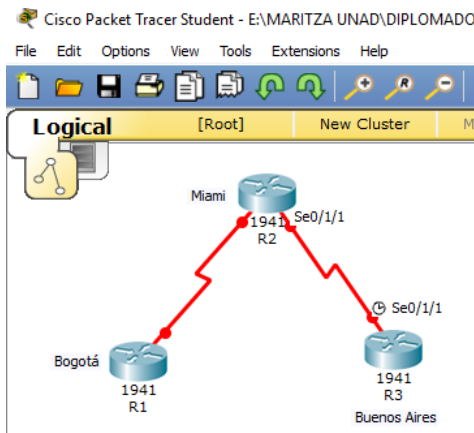 Cisco Packet Tracer Student - E:\MARITZA UNAD\DIPLOMADO
File Edit Options View Tools Extensions Help
R
Logical [Root] New Cluster M
Miami
1941 Se0/1/1
R2
Se0/1/1
Bogotá
1941
R1
1941
R3
Buenos Aires